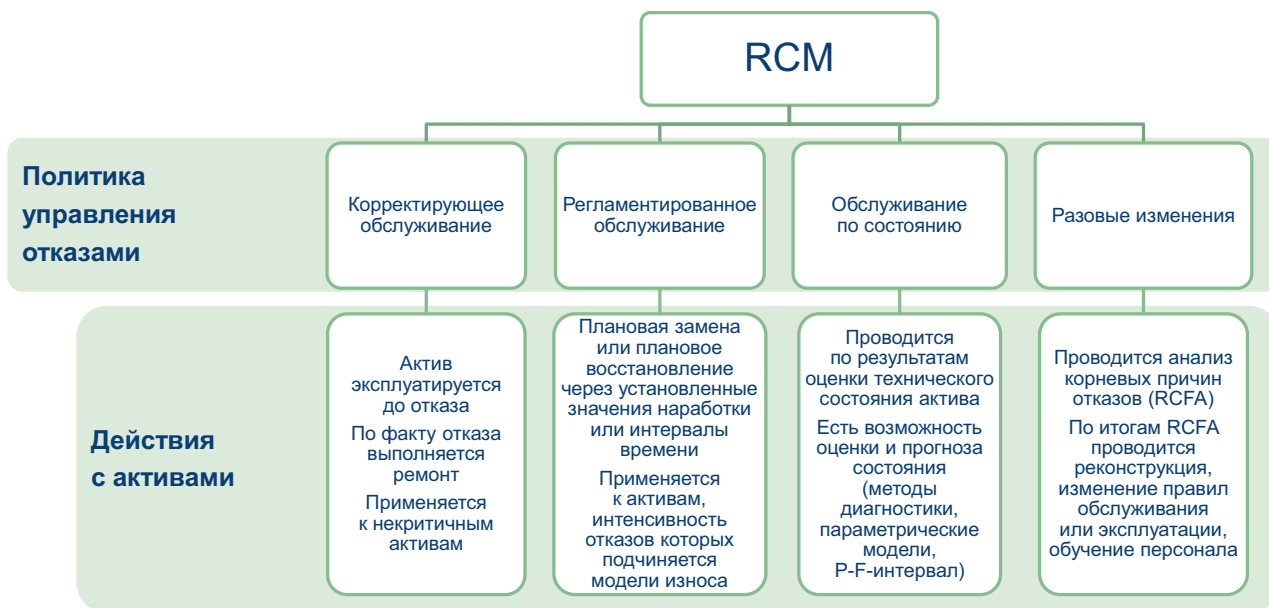 RCM
Политика
управления
отказами
Корректирующее
обслуживание
Регламентированное
обслуживание
Обслуживание
по состоянию
Разовые изменения
Действия
с активами
Актив
эксплуатируется
до отказа
По факту отказа
выполняется
ремонт
Применяется
к некритичным
активам
Плановая замена
или плановое
восстановление
через установленные
значения наработки
или интервалы
времени
Применяется
к активам,
интенсивность
отказов которых
подчиняется
модели износа
Проводится
по результатам
оценки технического
состояния актива
Есть возможность
оценки и прогноза
состояния
(методы
диагностики,
параметрические
модели,
P-F-интервал)
Проводится анализ
корневых причин
отказов (RCFA)
По итогам RCFA
проводится
реконструкция,
изменение правил
обслуживания
или эксплуатации,
обучение персонала